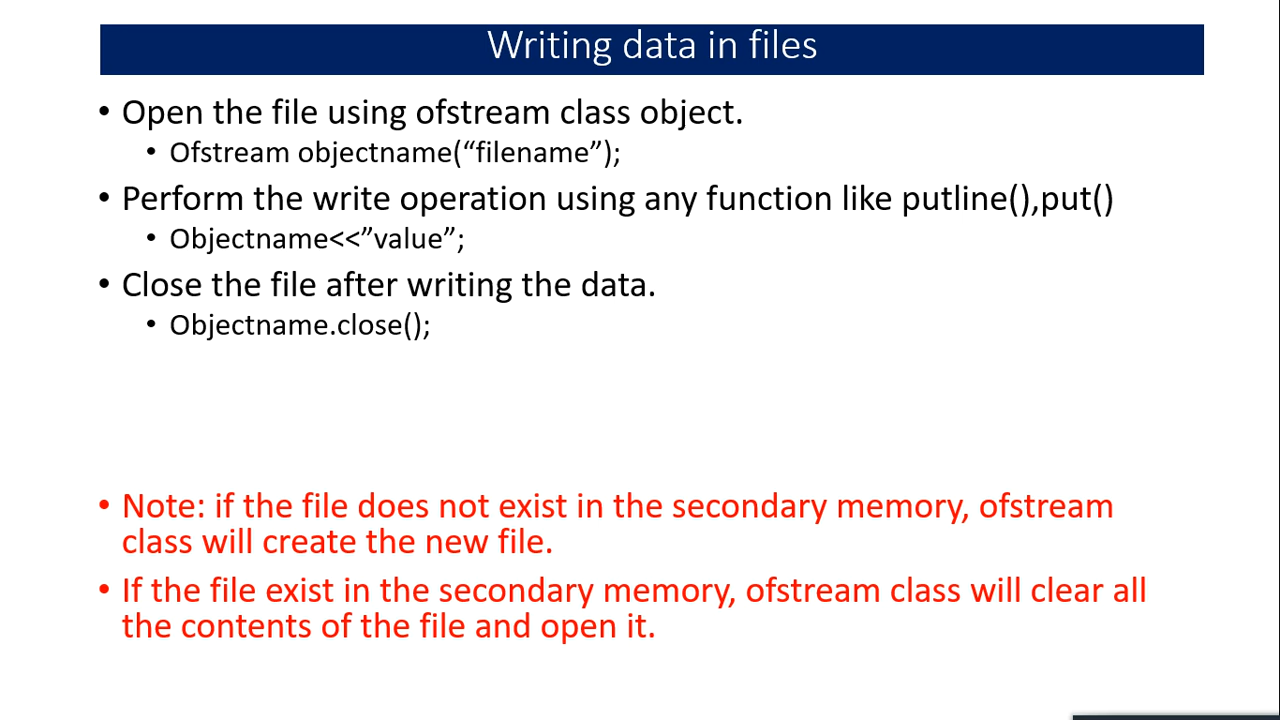 Writing data in files
• Open the file using ofstream class object.
• Ofstream objectname(“filename”);
• Perform the write operation using any function like putline(),put()
• Objectname<<”value”;
• Close the file after writing the data.
• Objectname.close();
• Note: if the file does not exist in the secondary memory, ofstream
class will create the new file.
• If the file exist in the secondary memory, ofstream class will clear all
the contents of the file and open it.